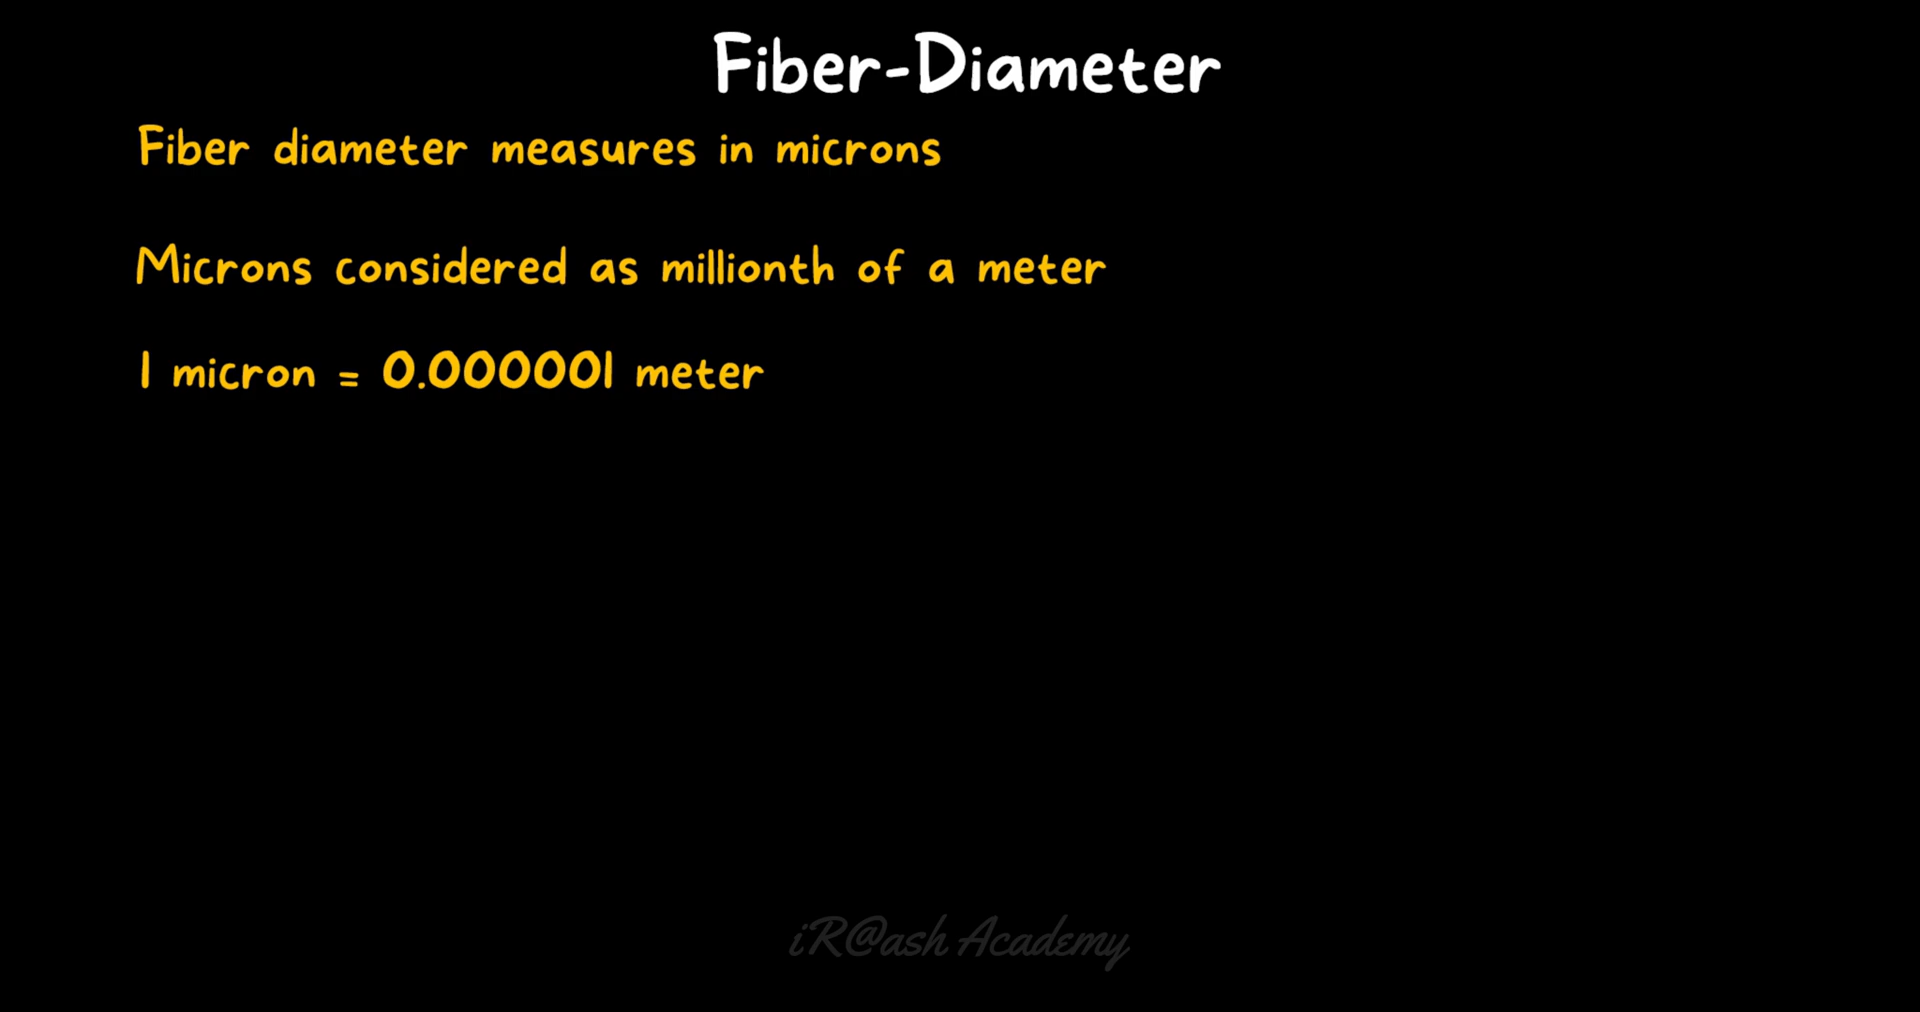 Fiber-Diameter
Fiber diameter measures in microns
Microns considered as millionth of a meter
1 micron = 0.000001 meter
iR@ash Academy